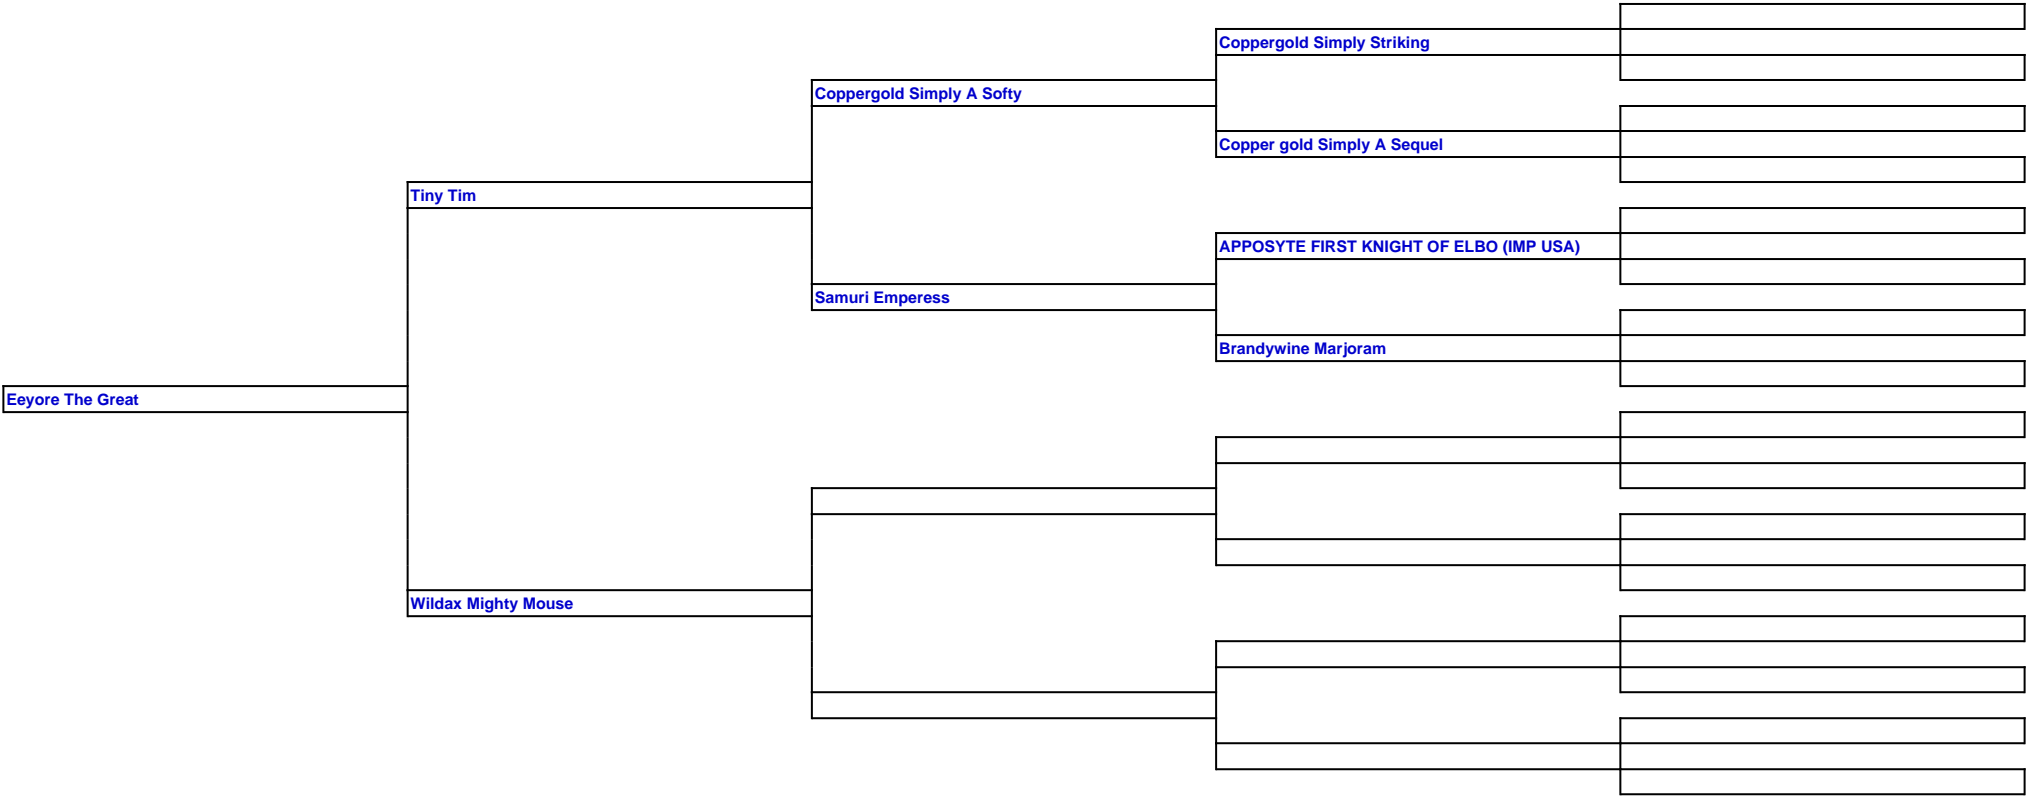 Coppergold Simply Striking
Coppergold Simply A Softy
Copper gold Simply A Sequel
Tiny Tim
APPOSYTE FIRST KNIGHT OF ELBO (IMP USA)
Samuri Emperess
Brandywine Marjoram
Eeyore The Great
Wildax Mighty Mouse